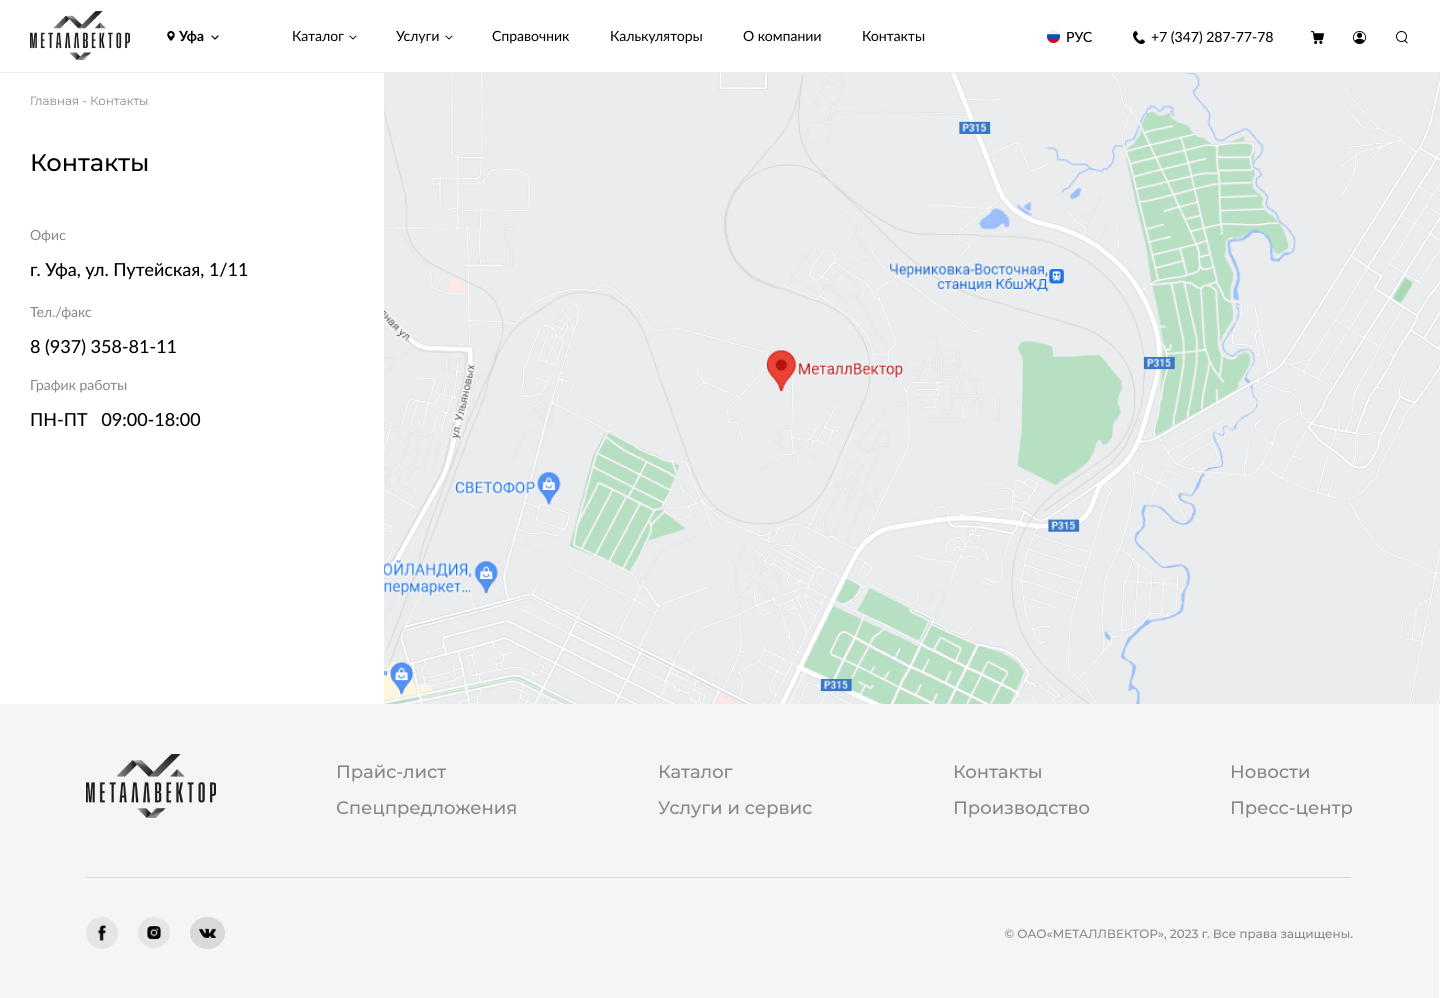 МЕТАЛЛВЕКТОР
Уфа
Каталог
Услуги
Справочник
Калькуляторы
О компании
Контакты
РУС
+7 (347) 287-77-78
Главная - Контакты
Контакты
Офис
г. Уфа, ул. Путейская, 1/11
Тел./факс
8 (937) 358-81-11
График работы
ПН-ПТ 09:00-18:00
Р315
Черниковка-Восточная,
станция КбшЖД
ная ул.
Р315
МеталлВектор
ул. Ульяновых
СВЕТОФОР
Р315
ОЙЛАНДИЯ,
пермаркет...
Р315
МЕТАЛЛВЕКТОР
Прайс-лист
Спецпредложения
Каталог
Услуги и сервис
Контакты
Производство
Новости
Пресс-центр
© ОАО«МЕТАЛЛВЕКТОР», 2023 г. Все права защищены.